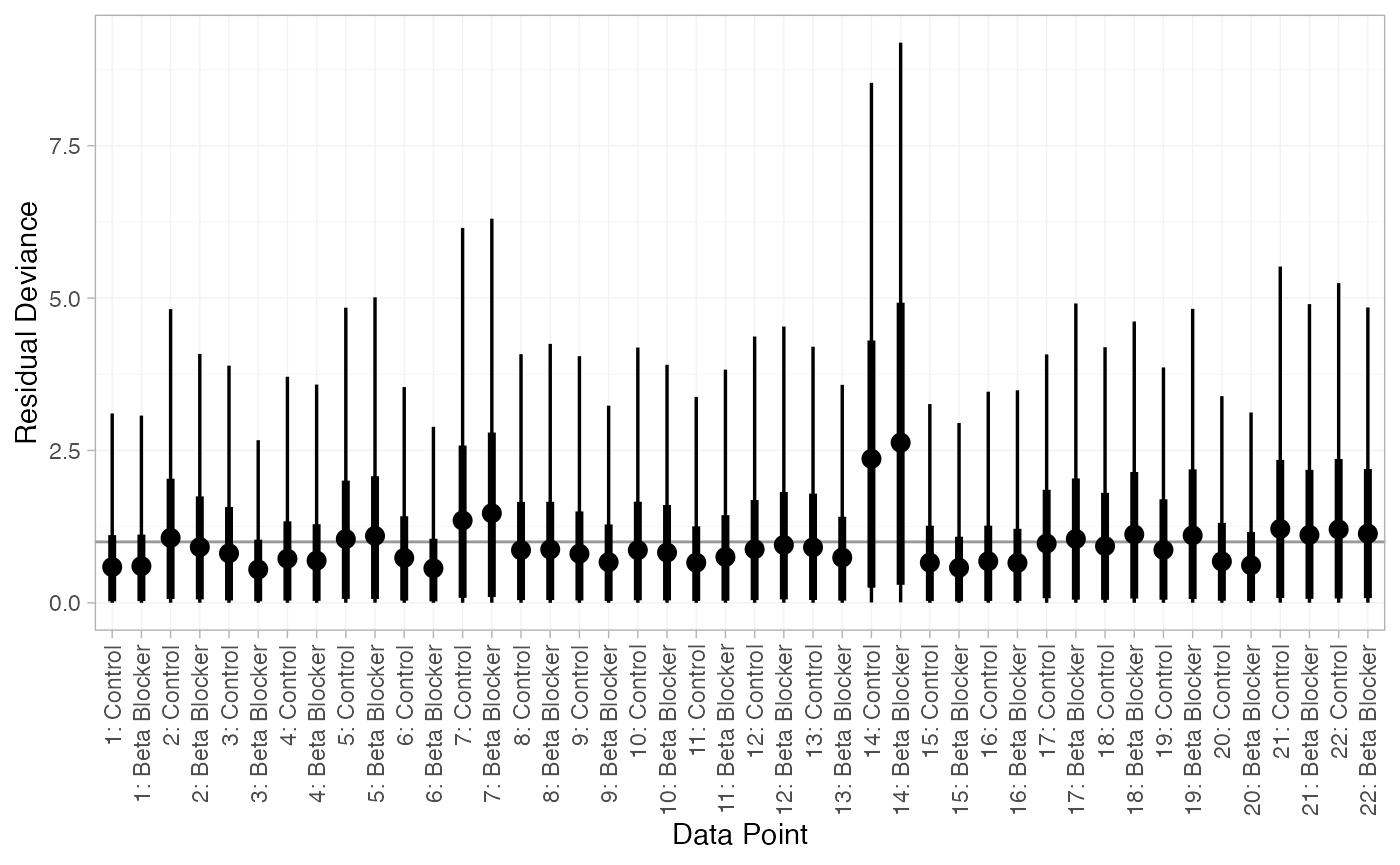 Residual Deviance
7.5
5.0
2.5
0.0
1: Control
1: Beta Blocker
2: Control
2: Beta Blocker
3: Control
3: Beta Blocker
4: Control
4: Beta Blocker
5: Control
5: Beta Blocker
6: Control
6: Beta Blocker
7: Control
7: Beta Blocker
8: Control
8: Beta Blocker
9: Control
9: Beta Blocker
10: Control
10: Beta Blocker
11: Control
11: Beta Blocker
12: Control
12: Beta Blocker
13: Control
13: Beta Blocker
14: Control
14: Beta Blocker
15: Control
15: Beta Blocker
16: Control
16: Beta Blocker
17: Control
17: Beta Blocker
18: Control
18: Beta Blocker
19: Control
19: Beta Blocker
20: Control
20: Beta Blocker
21: Control
21: Beta Blocker
22: Control
22: Beta Blocker
Data Point